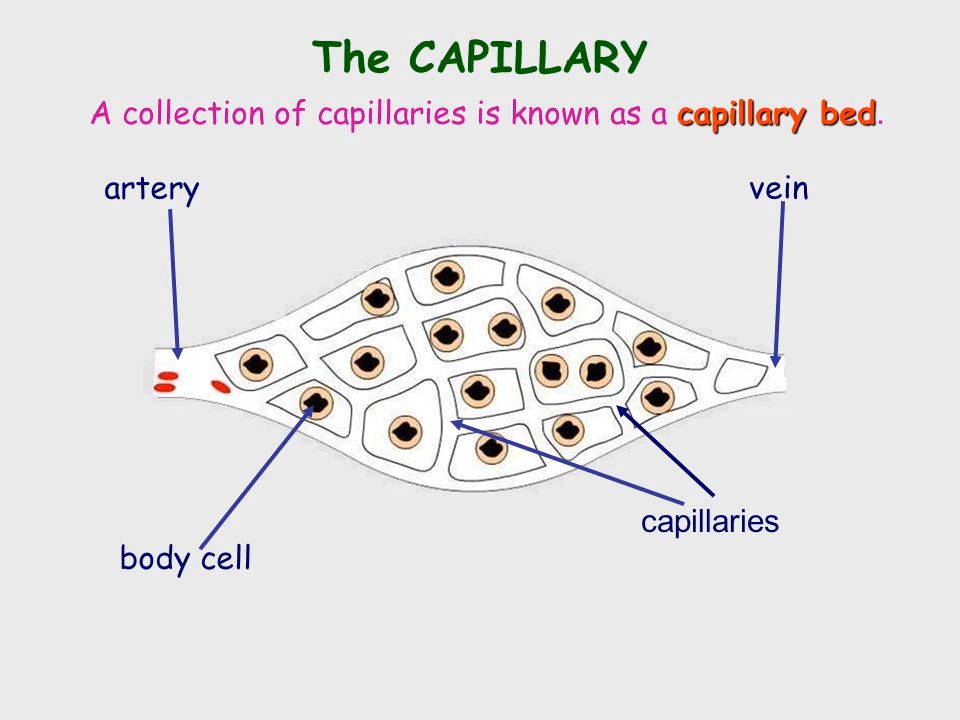 The CAPILLARY
A collection of capillaries is known as a capillary bed.
artery
vein
capillaries
body cell